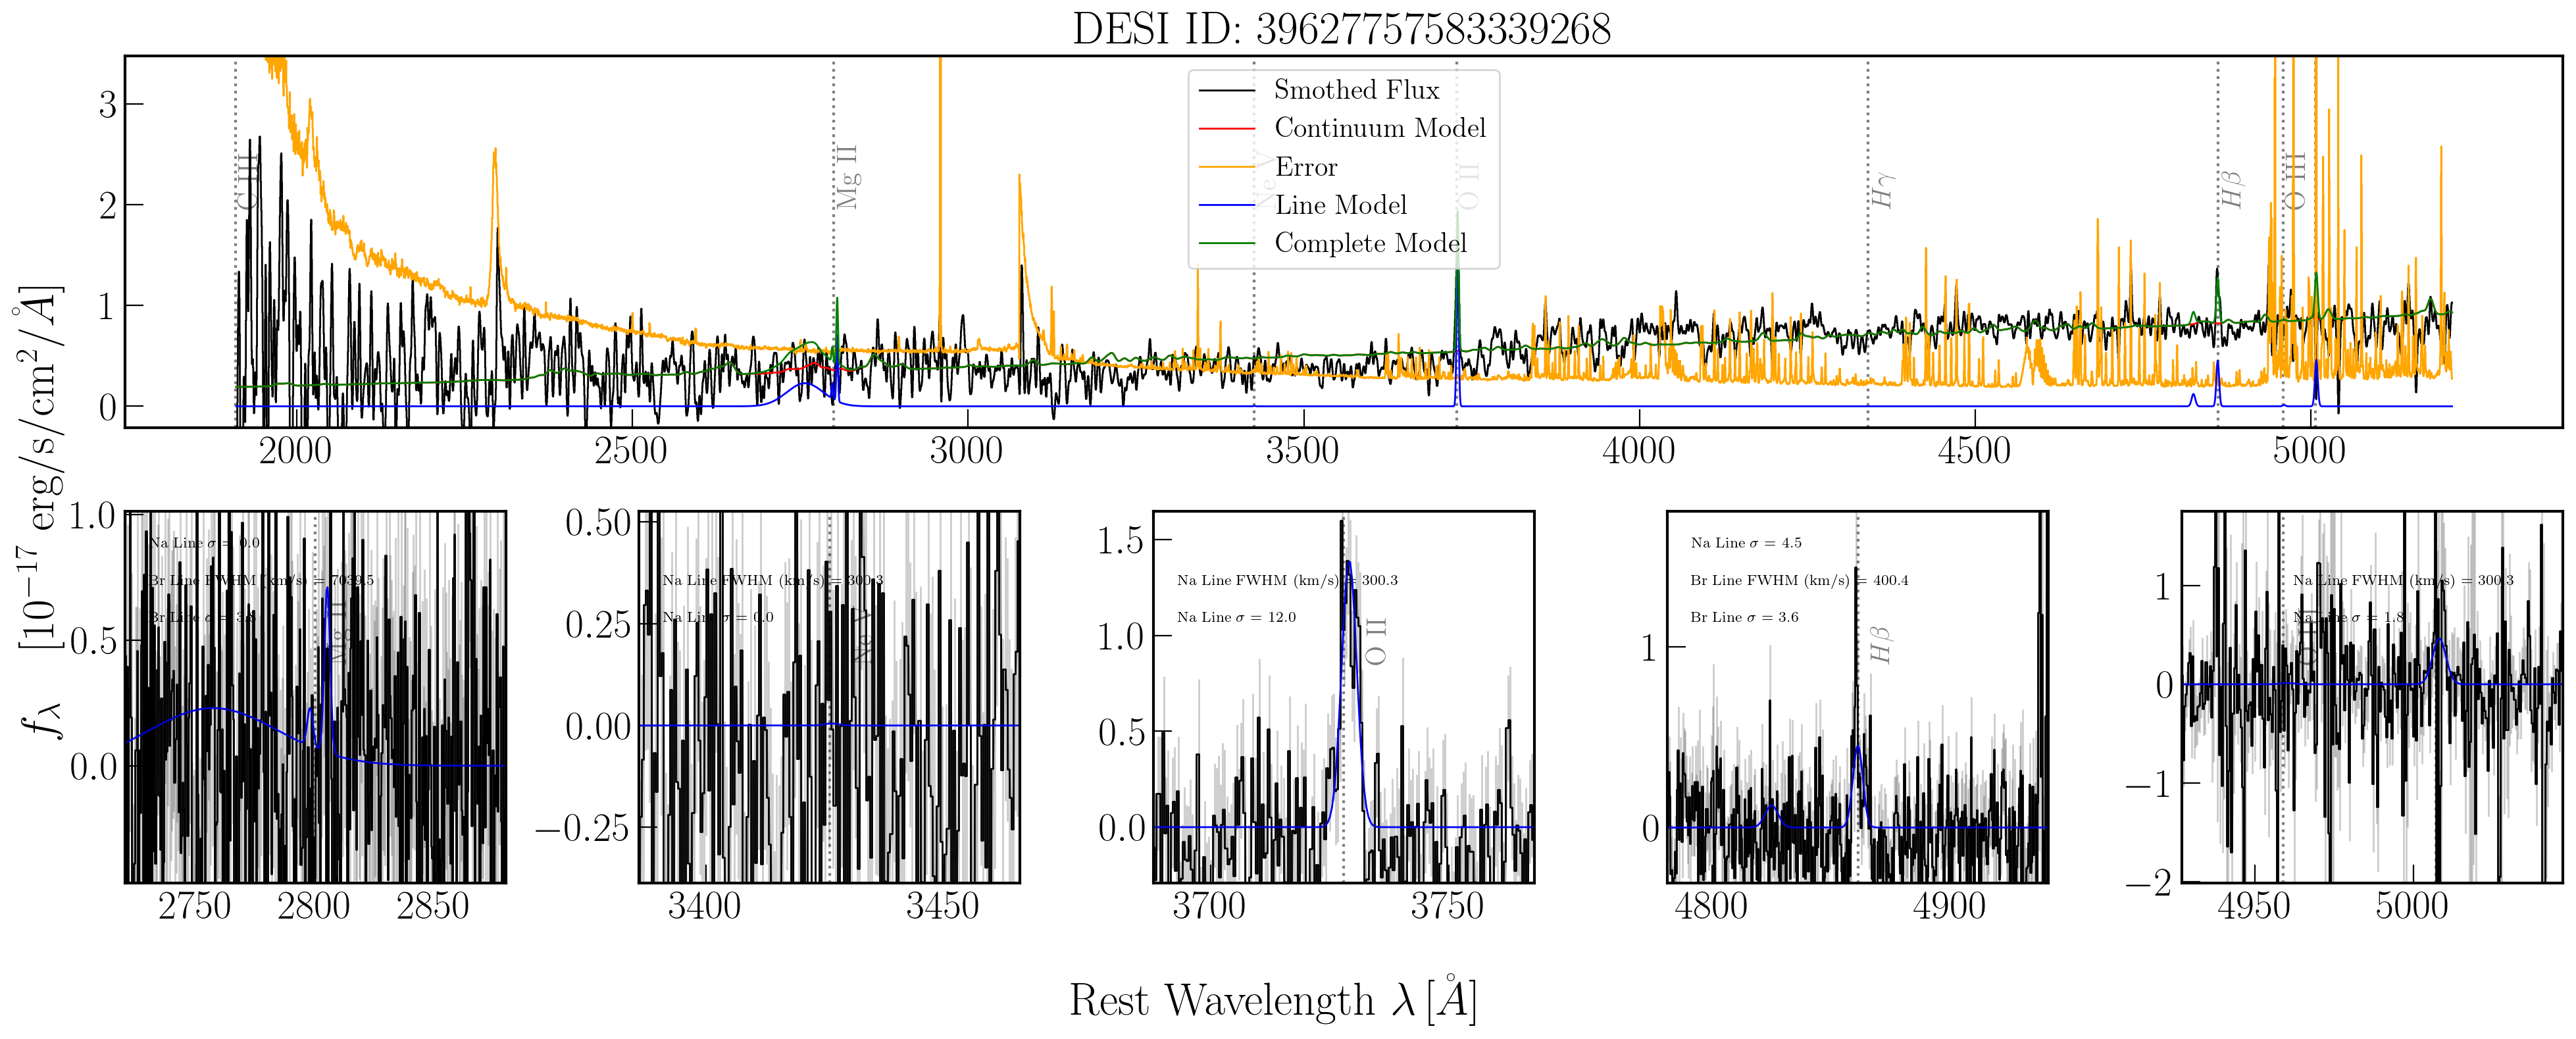 DESI ID: 39627757583339268
Smothed Flux
Continuum Model
Error
Line Model
Complete Model
C III
Mg II
Ne V
O II
Hγ
Hβ
O III
3
2
1
0
2000 2500 3000 3500 4000 4500 5000
f_λ [10^{-17} erg/s/cm^2/Å]
1.0
0.5
0.0
Na Line σ = 0.0
Br Line FWHM (km/s) = 7039.5
Br Line σ = 3.8
Mg II
2750 2800 2850
0.50
0.25
0.00
−0.25
Na Line FWHM (km/s) = 300.3
Na Line σ = 0.0
Ne V
3400 3450
1.5
1.0
0.5
0.0
Na Line FWHM (km/s) = 300.3
Na Line σ = 12.0
O II
3700 3750
1
0
Na Line σ = 4.5
Br Line FWHM (km/s) = 400.4
Br Line σ = 3.6
Hβ
4800 4900
1
0
−1
−2
Na Line FWHM (km/s) = 300.3
Na Line σ = 1.8
O III
4950 5000
Rest Wavelength λ [Å]